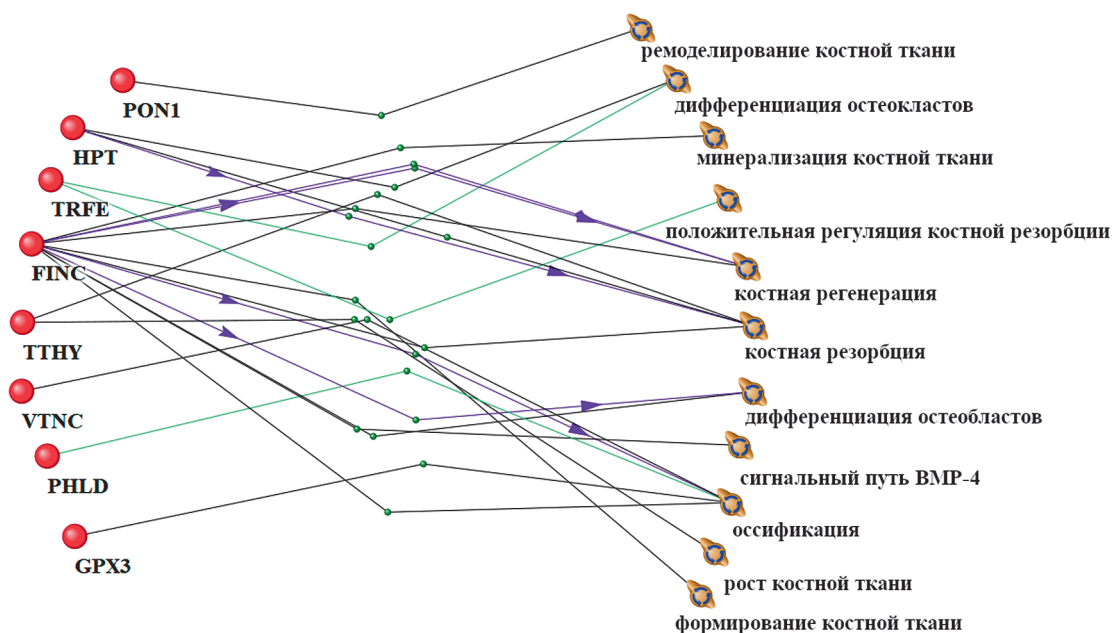 PON1
HPT
TRFE
FINC
TTHY
VTNC
PHLD
GPX3
ремоделирование костной ткани
дифференциация остеокластов
минерализация костной ткани
положительная регуляция костной резорбции
костная регенерация
костная резорбция
дифференциация остеобластов
сигнальный путь BMP-4
оссификация
рост костной ткани
формирование костной ткани